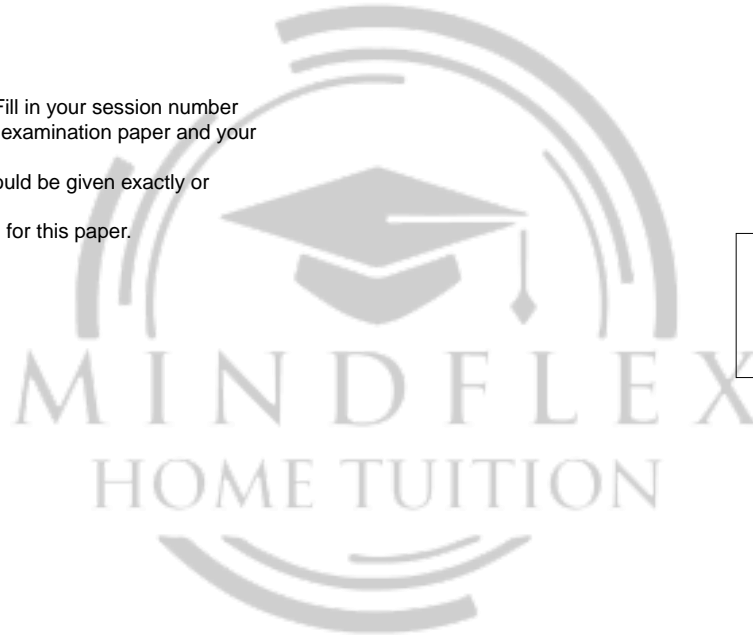 Fill in your session number
examination paper and your
ould be given exactly or
for this paper.
MINDFLEX
HOME TUITION